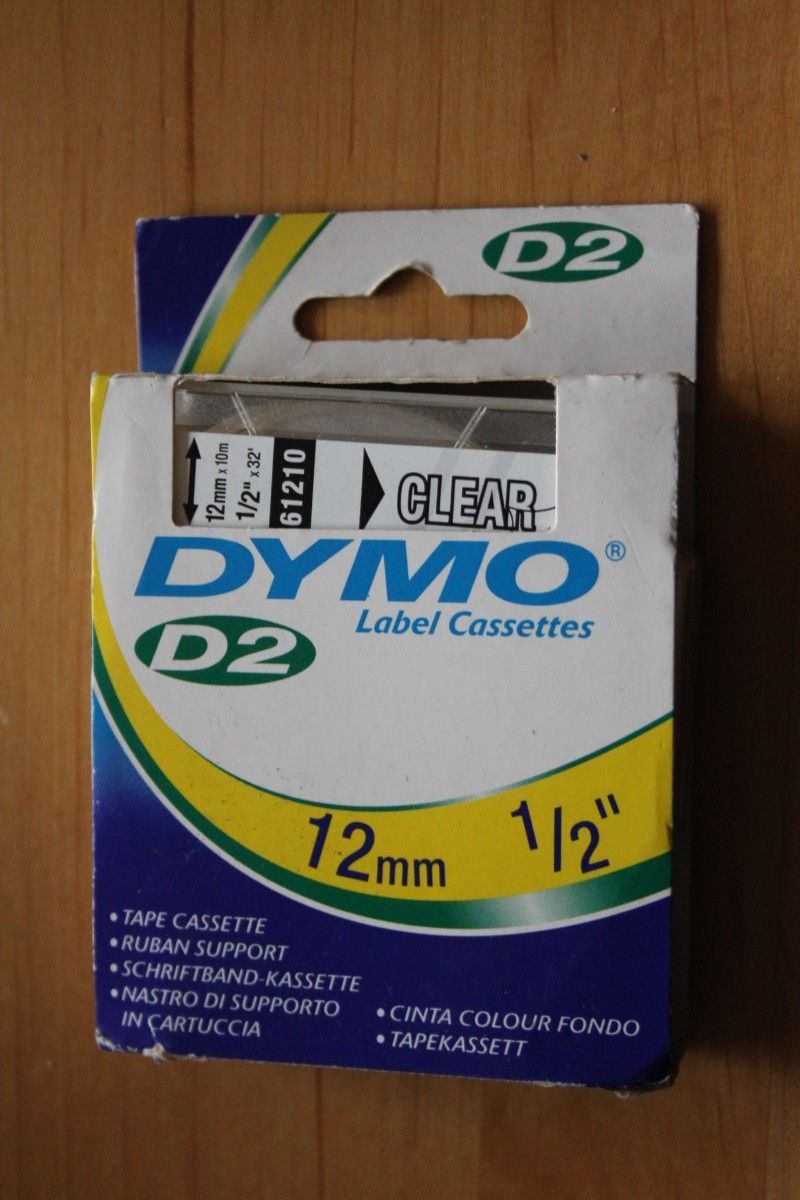 D2
12mm x 10m
1/2" x 32'
61210
CLEAR
DYMO®
Label Cassettes
D2
12mm 1/2"
• TAPE CASSETTE
• RUBAN SUPPORT
• SCHRIFTBAND-KASSETTE
• NASTRO DI SUPPORTO
IN CARTUCCIA
• CINTA COLOUR FONDO
• TAPEKASSETT